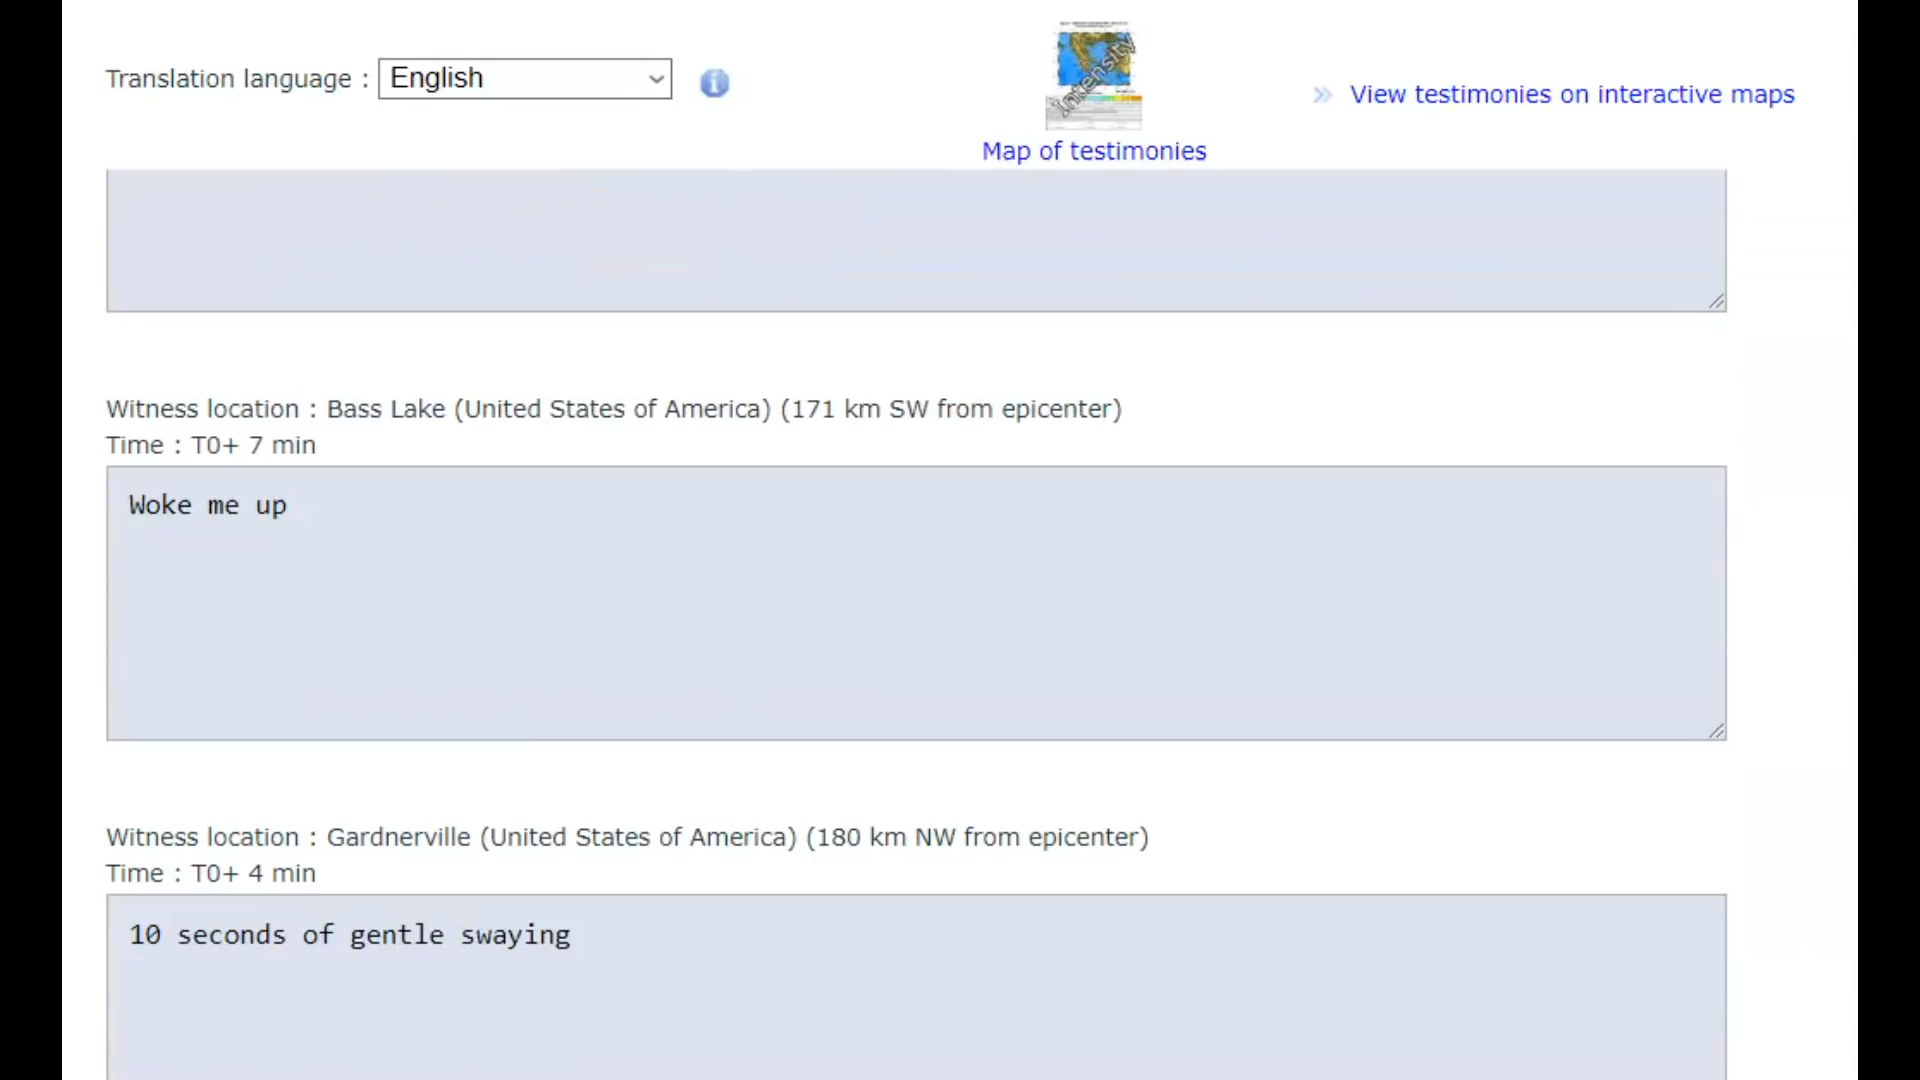 Translation language : English
intensity
Map of testimonies
» View testimonies on interactive maps
Witness location : Bass Lake (United States of America) (171 km SW from epicenter)
Time : T0+ 7 min
Woke me up
Witness location : Gardnerville (United States of America) (180 km NW from epicenter)
Time : T0+ 4 min
10 seconds of gentle swaying